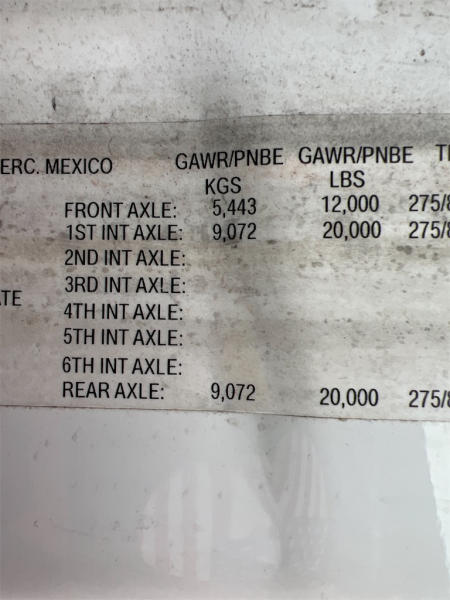 ERC. MEXICO GAWR/PNBE KGS GAWR/PNBE LBS
FRONT AXLE: 5,443 12,000 275/8
1ST INT AXLE: 9,072 20,000 275/8
2ND INT AXLE:
3RD INT AXLE:
ATE
4TH INT AXLE:
5TH INT AXLE:
6TH INT AXLE:
REAR AXLE: 9,072 20,000 275/8